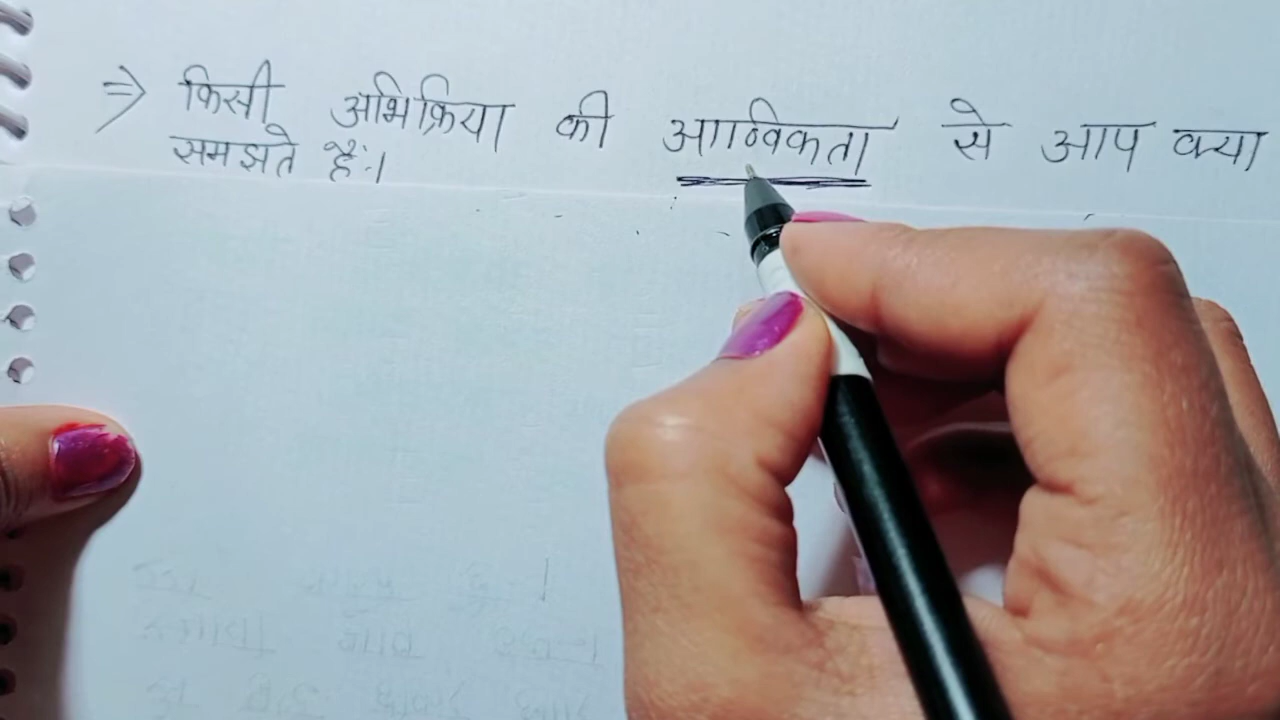 ⇒ किसी अभिक्रिया की आण्विकता से आप क्या
समझते हैं।